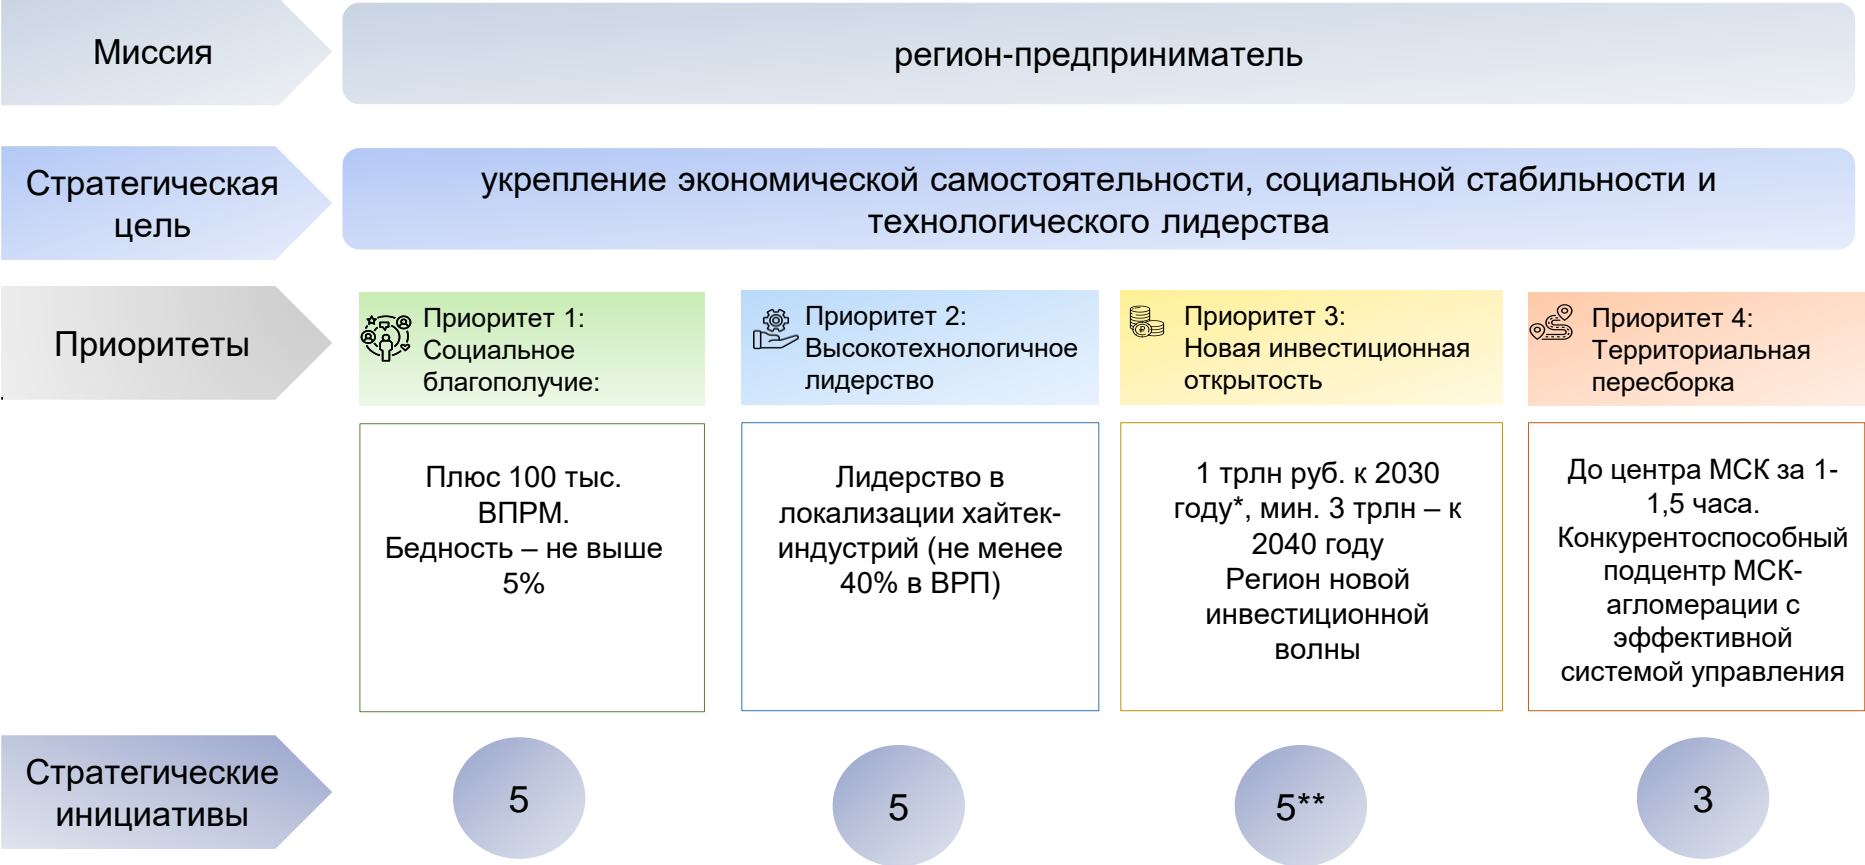 Миссия
регион-предприниматель
Стратегическая
цель
укрепление экономической самостоятельности, социальной стабильности и
технологического лидерства
Приоритеты
Приоритет 1:
Социальное
благополучие:
Приоритет 2:
Высокотехнологичное
лидерство
Приоритет 3:
Новая инвестиционная
открытость
Приоритет 4:
Территориальная
пересборка
Плюс 100 тыс.
ВПРМ.
Бедность – не выше
5%
Лидерство в
локализации хайтек-
индустрий (не менее
40% в ВРП)
1 трлн руб. к 2030
году*, мин. 3 трлн – к
2040 году
Регион новой
инвестиционной
волны
До центра МСК за 1-
1,5 часа.
Конкурентоспособный
подцентр МСК-
агломерации с
эффективной
системой управления
Стратегические
инициативы
5
5
5**
3